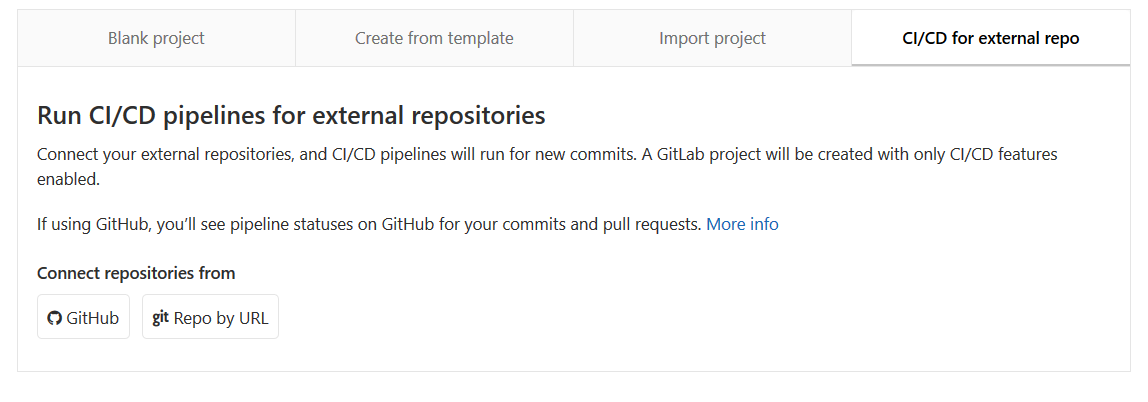 Blank project
Create from template
Import project
CI/CD for external repo
Run CI/CD pipelines for external repositories
Connect your external repositories, and CI/CD pipelines will run for new commits. A GitLab project will be created with only CI/CD features
enabled.
If using GitHub, you’ll see pipeline statuses on GitHub for your commits and pull requests. More info
Connect repositories from
GitHub
git Repo by URL